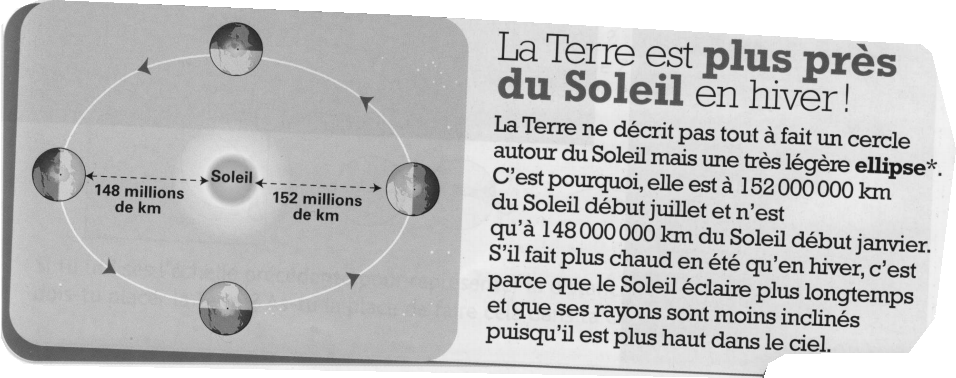 Soleil
148 millions
de km
152 millions
de km
La Terre est plus près
du Soleil en hiver !
La Terre ne décrit pas tout à fait un cercle
autour du Soleil mais une très légère ellipse*.
C'est pourquoi, elle est à 152 000 000 km
du Soleil début juillet et n'est
qu'à 148 000 000 km du Soleil début janvier.
S'il fait plus chaud en été qu'en hiver, c'est
parce que le Soleil éclaire plus longtemps
et que ses rayons sont moins inclinés
puisqu'il est plus haut dans le ciel.